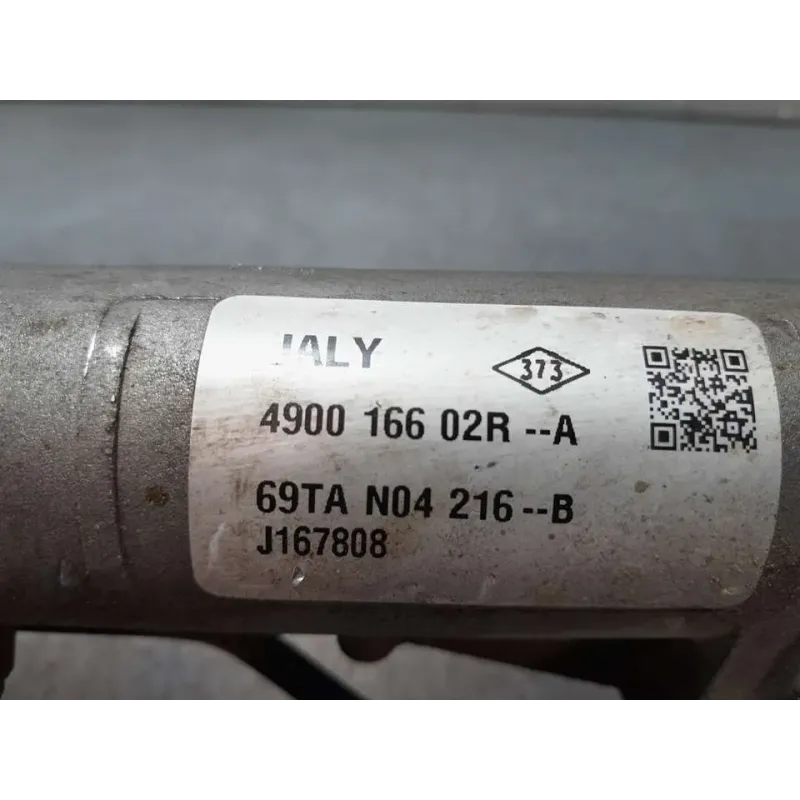 JALY
373
4900 166 02R --A
69TA N04 216 --B
J167808